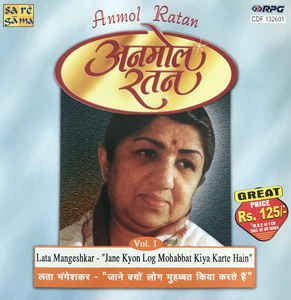 sa re
ga ma
Anmol Ratan
RPG
CDF 132601
अनमोल
रतन
GREAT
PRICE
Rs. 125/-
Vol. 1
Lata Mangeshkar - "Jane Kyon Log Mohabbat Kiya Karte Hain"
लता मंगेशकर - "जाने क्यों लोग मुहब्बत किया करते हैं"